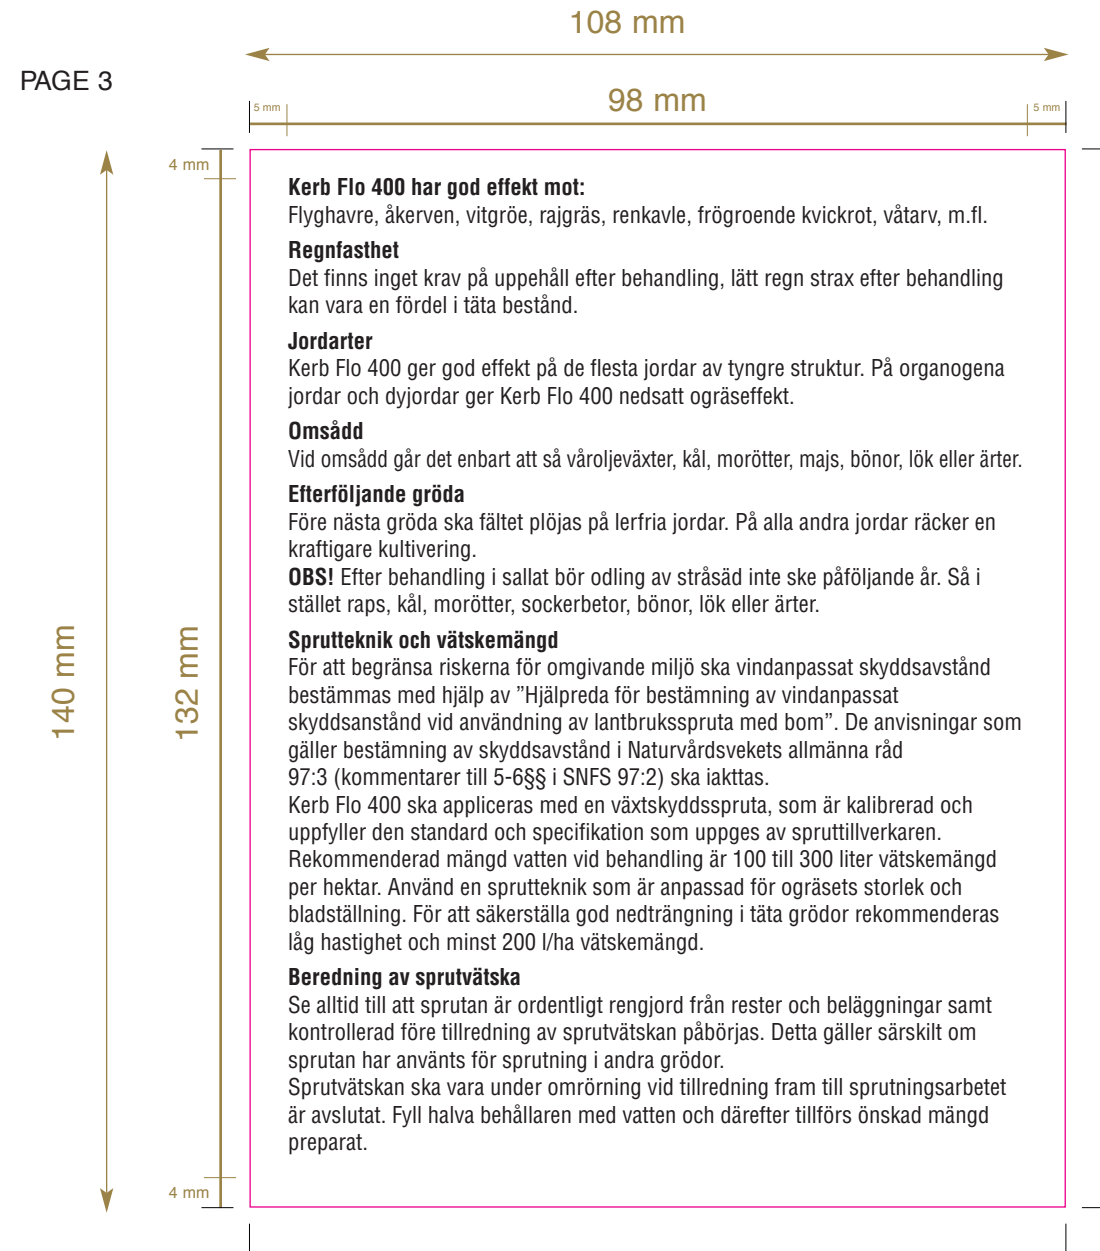 108 mm
PAGE 3
98 mm
5 mm
5 mm
4 mm
140 mm
132 mm
4 mm
Kerb Flo 400 har god effekt mot:
Flyghavre, åkerven, vitgröe, rajgräs, renkavle, frögroende kvickrot, våtarv, m.fl.
Regnfasthet
Det finns inget krav på uppehåll efter behandling, lätt regn strax efter behandling
kan vara en fördel i täta bestånd.
Jordarter
Kerb Flo 400 ger god effekt på de flesta jordar av tyngre struktur. På organogena
jordar och dyjordar ger Kerb Flo 400 nedsatt ogräseffekt.
Omsådd
Vid omsådd går det enbart att så våroljeväxter, kål, morötter, majs, bönor, lök eller ärter.
Efterföljande gröda
Före nästa gröda ska fältet plöjas på lerfria jordar. På alla andra jordar räcker en
kraftigare kultivering.
OBS! Efter behandling i sallat bör odling av stråsäd inte ske påföljande år. Så i
stället raps, kål, morötter, sockerbetor, bönor, lök eller ärter.
Sprutteknik och vätskemängd
För att begränsa riskerna för omgivande miljö ska vindanpassat skyddsavstånd
bestämmas med hjälp av ”Hjälpreda för bestämning av vindanpassat
skyddsanstånd vid användning av lantbruksspruta med bom”. De anvisningar som
gäller bestämning av skyddsavstånd i Naturvårdsvekets allmänna råd
97:3 (kommentarer till 5-6§§ i SNFS 97:2) ska iakttas.
Kerb Flo 400 ska appliceras med en växtskyddsspruta, som är kalibrerad och
uppfyller den standard och specifikation som uppges av spruttillverkaren.
Rekommenderad mängd vatten vid behandling är 100 till 300 liter vätskemängd
per hektar. Använd en sprutteknik som är anpassad för ogräsets storlek och
bladställning. För att säkerställa god nedträngning i täta grödor rekommenderas
låg hastighet och minst 200 l/ha vätskemängd.
Beredning av sprutvätska
Se alltid till att sprutan är ordentligt rengjord från rester och beläggningar samt
kontrollerad före tillredning av sprutvätskan påbörjas. Detta gäller särskilt om
sprutan har använts för sprutning i andra grödor.
Sprutvätskan ska vara under omrörning vid tillredning fram till sprutningsarbetet
är avslutat. Fyll halva behållaren med vatten och därefter tillförs önskad mängd
preparat.